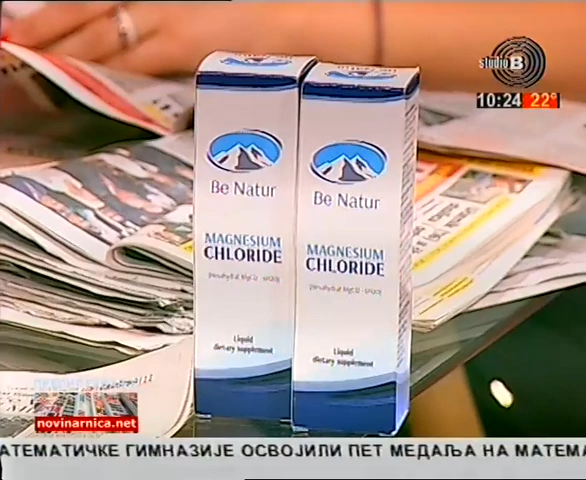 studio B
10:24 22°
Be Natur
MAGNESIUM
CHLORIDE
Liquid
dietary supplement
Be Natur
MAGNESIUM
CHLORIDE
Liquid
dietary supplement
novinarnica.net
АТЕМАТИЧКЕ ГИМНАЗИЈЕ ОСВОЈИЛИ ПЕТ МЕДАЉА НА МАТЕМА